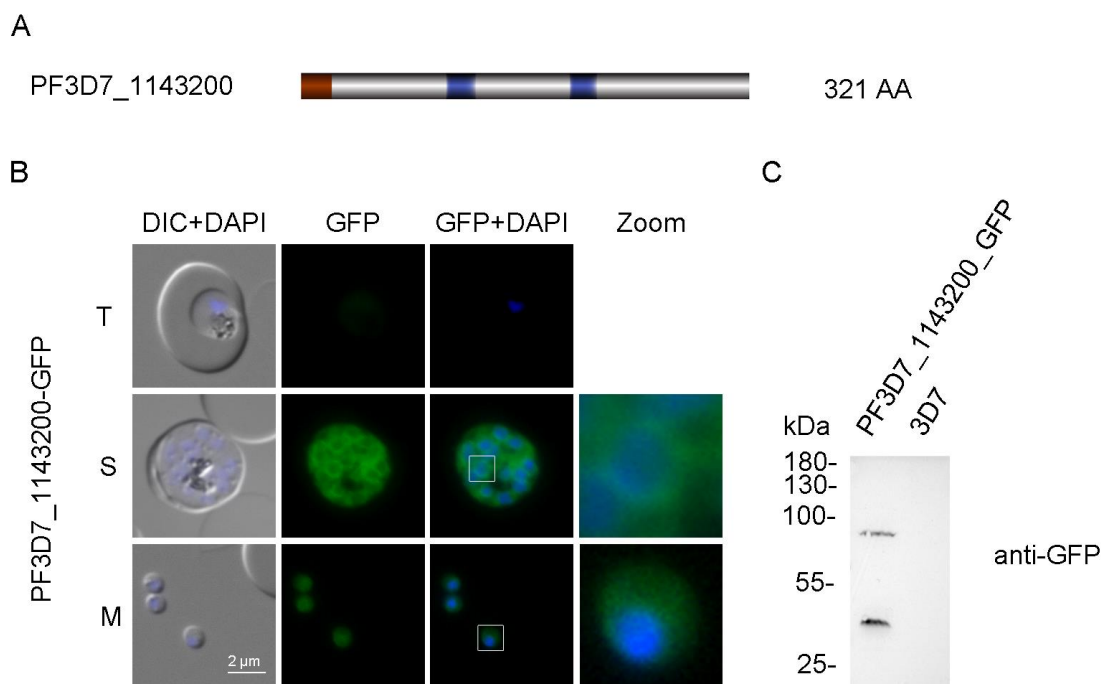 A
PF3D7_1143200
321 AA
B
DIC+DAPI GFP GFP+DAPI Zoom
PF3D7_1143200-GFP
T
S
M
2 µm
C
PF3D7_1143200_GFP
3D7
kDa
180-
130-
100-
55-
25-
anti-GFP